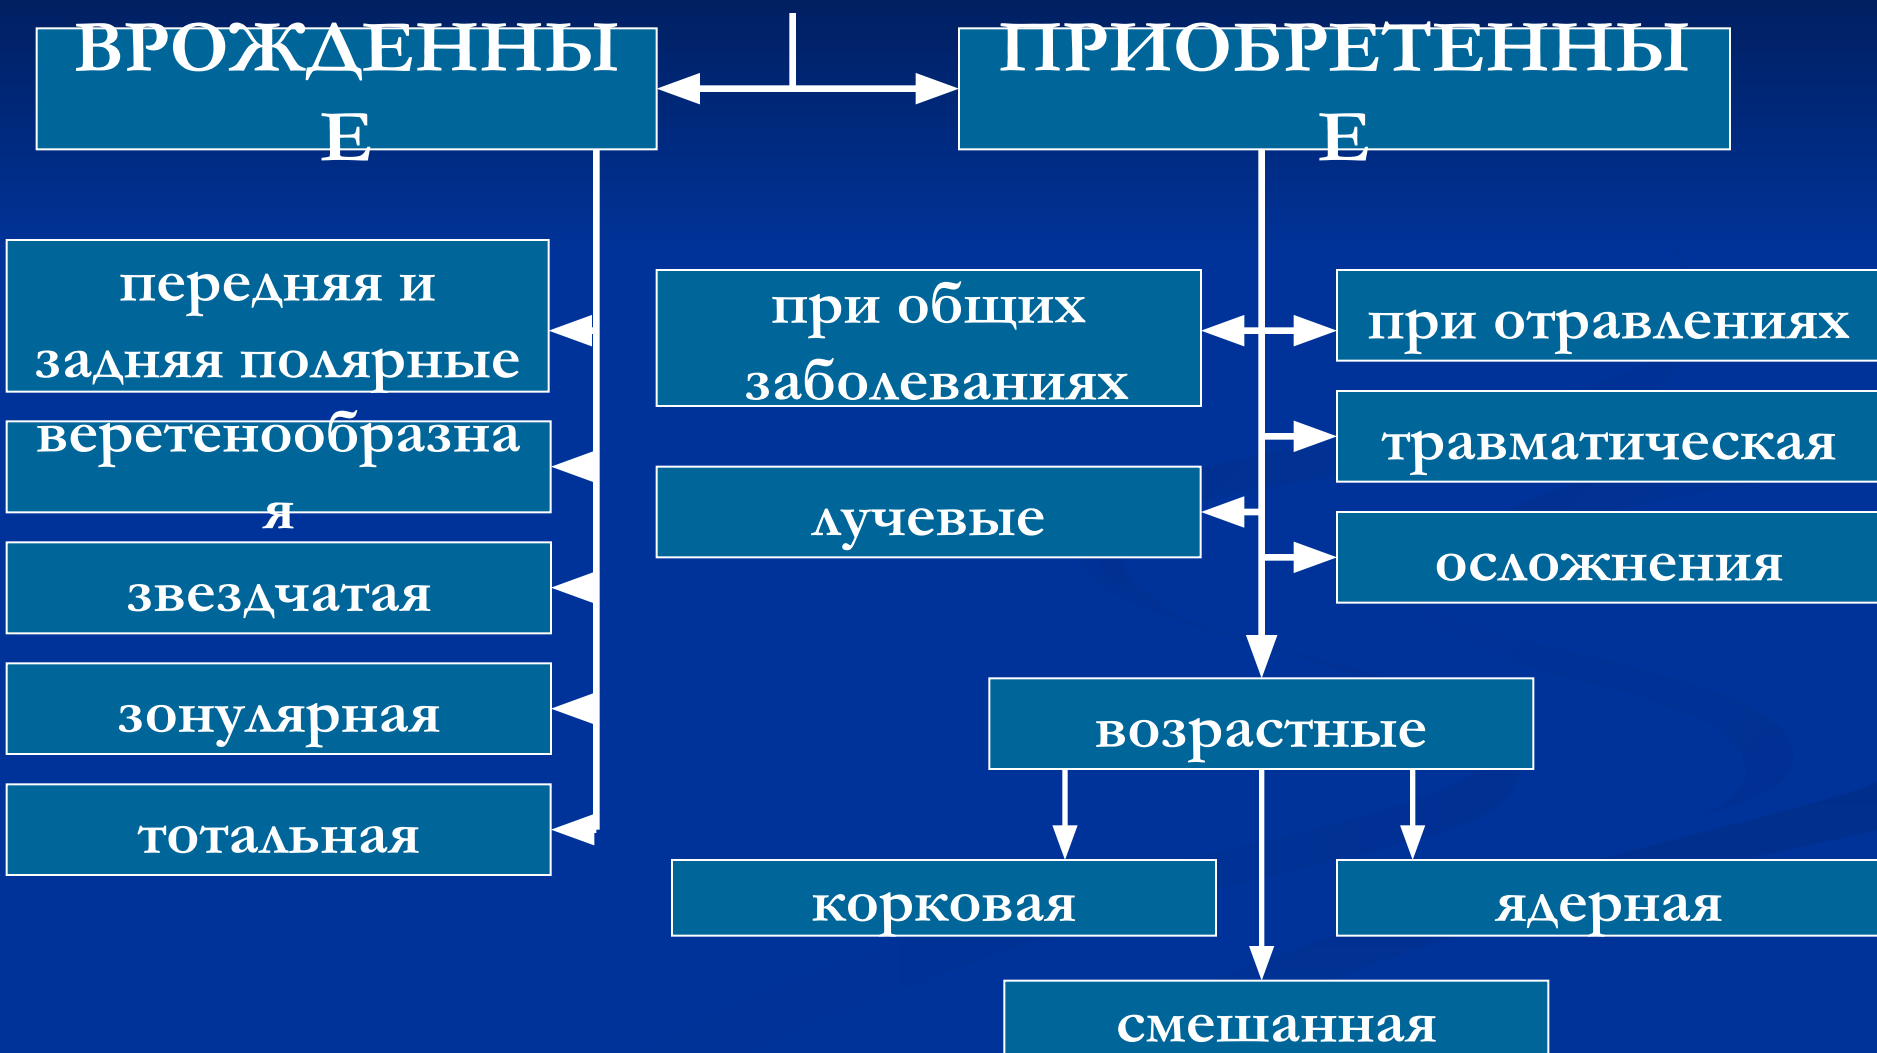 ВРОЖДЕННЫ
Е
ПРИОБРЕТЕННЫ
Е
передняя и
задняя полярные
веретенообразна
я
звездчатая
зонулярная
тотальная
при общих
заболеваниях
лучевые
при отравлениях
травматическая
осложнения
возрастные
корковая
ядерная
смешанная